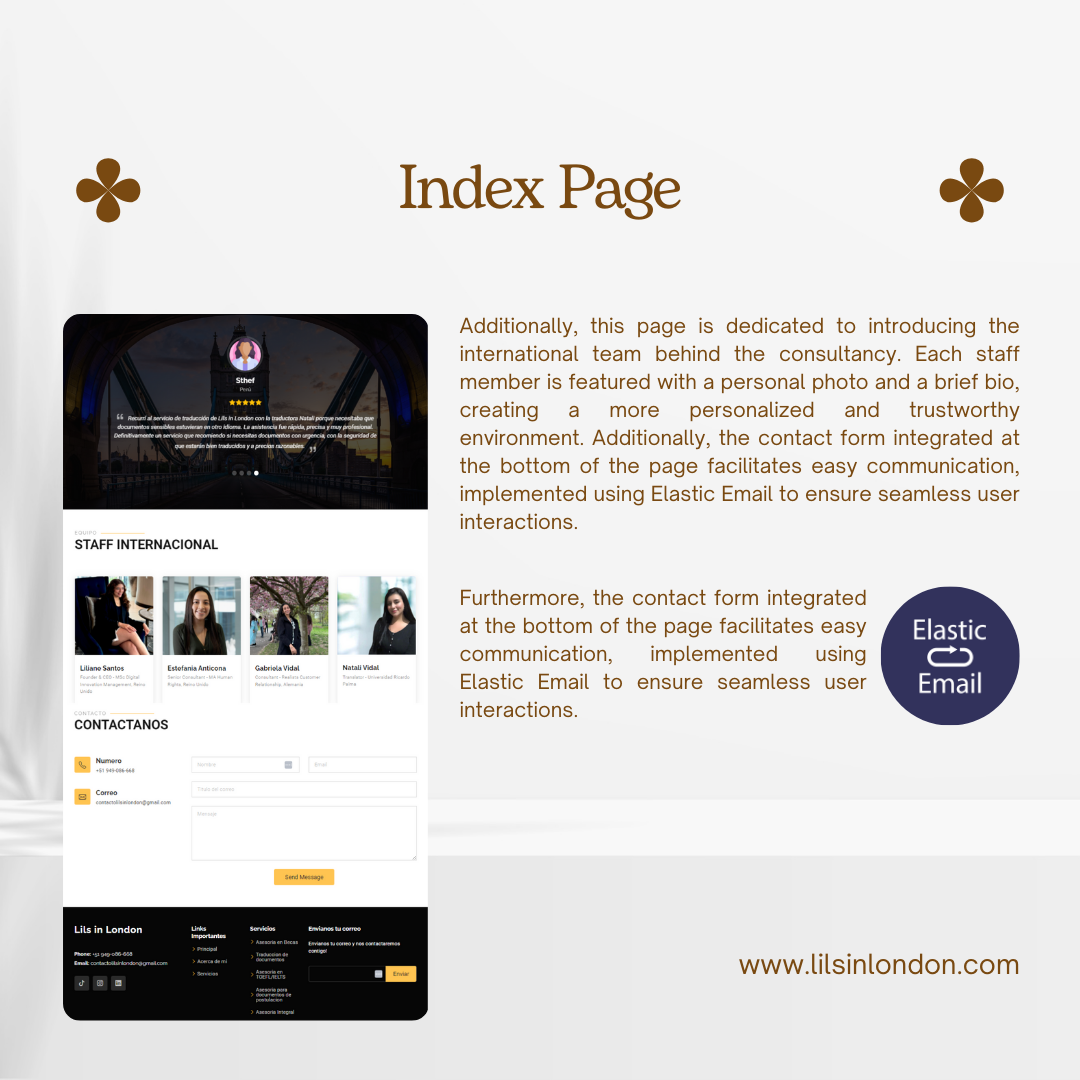 Index Page
Additionally, this page is dedicated to introducing the
international team behind the consultancy. Each staff
member is featured with a personal photo and a brief bio,
creating a more personalized and trustworthy
environment. Additionally, the contact form integrated at
the bottom of the page facilitates easy communication,
implemented using Elastic Email to ensure seamless user
interactions.
Furthermore, the contact form integrated
at the bottom of the page facilitates easy
communication, implemented using
Elastic Email to ensure seamless user
interactions.
Elastic
Email
www.lilsinlondon.com
Sthef
Perú
“ Recurrí al servicio de traducción de Lils in London con la traductora Natali porque necesitaba que
documentos sensibles estuvieran en otro idioma. La asistencia fue rápida, precisa y muy profesional.
Definitivamente un servicio que recomiendo si necesitas documentos con urgencia, con la seguridad de
que estarán bien traducidos y a precios razonables. ”
EQUIPO
STAFF INTERNACIONAL
Liliane Santos
Founder & CEO - MSc Digital
Innovation Management, Reino
Unido
Estefanía Anticona
Senior Consultant - MA Human
Rights, Reino Unido
Gabriela Vidal
Consultant - Realloris Customer
Relationship, Alemania
Natali Vidal
Translator - Universidad Ricardo
Palma
CONTACTO
CONTACTANOS
Numero
+51 949-086-668
Correo
contactolilsinlondon@gmail.com
Nombre
Email
Título del correo
Mensaje
Send Message
Lils in London
Phone: +51 949-086-668
Email: contactolilsinlondon@gmail.com
Links
Importantes
Principal
Acerca de mi
Servicios
Servicios
Asesoria en Becas
Traduccion de
documentos
Asesoria en
TOEFL/IELTS
Asesoria para
documentos de
postulacion
Asesoria Integral
Envianos tu correo
Envianos tu correo y nos contactaremos
contigo!
Enviar